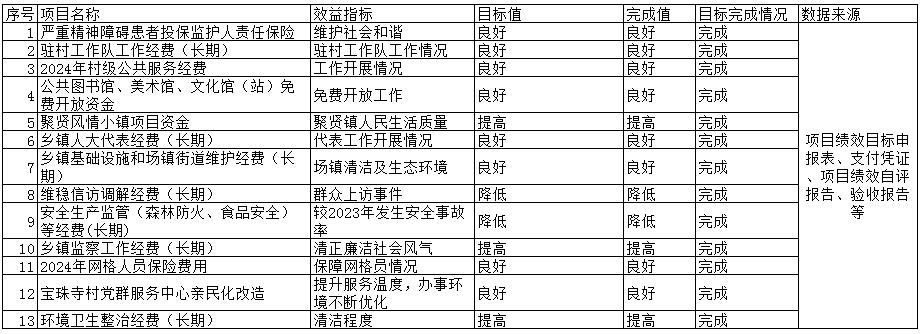 序号 项目名称 效益指标 目标值 完成值 目标完成情况 数据来源
1 严重精神障碍患者投保监护人责任保险 维护社会和谐 良好 良好 完成
2 驻村工作队工作经费（长期） 驻村工作队工作情况 良好 良好 完成
3 2024年村级公共服务经费 工作开展情况 良好 良好 完成
4 公共图书馆、美术馆、文化馆（站）免
费开放资金 免费开放工作 良好 良好 完成
5 聚贤风情小镇项目资金 聚贤镇人民生活质量 提高 提高 完成
6 乡镇人大代表经费（长期） 代表工作开展情况 良好 良好 完成
7 乡镇基础设施和场镇街道维护经费（长
期） 场镇清洁及生态环境 良好 良好 完成
8 维稳信访调解经费（长期） 群众上访事件 降低 降低 完成
9 安全生产监管（森林防火、食品安全）
等经费(长期) 较2023年发生安全事故
率 降低 降低 完成
10 乡镇监察工作经费（长期） 清正廉洁社会风气 提高 提高 完成
11 2024年网格人员保险费用 保障网格员情况 良好 良好 完成
12 宝珠寺村党群服务中心亲民化改造 提升服务温度，办事环
境不断优化 良好 良好 完成
13 环境卫生整治经费（长期） 清洁程度 提高 提高 完成
项目绩效目标申
报表、支付凭证
、项目绩效自评
报告、验收报告
等